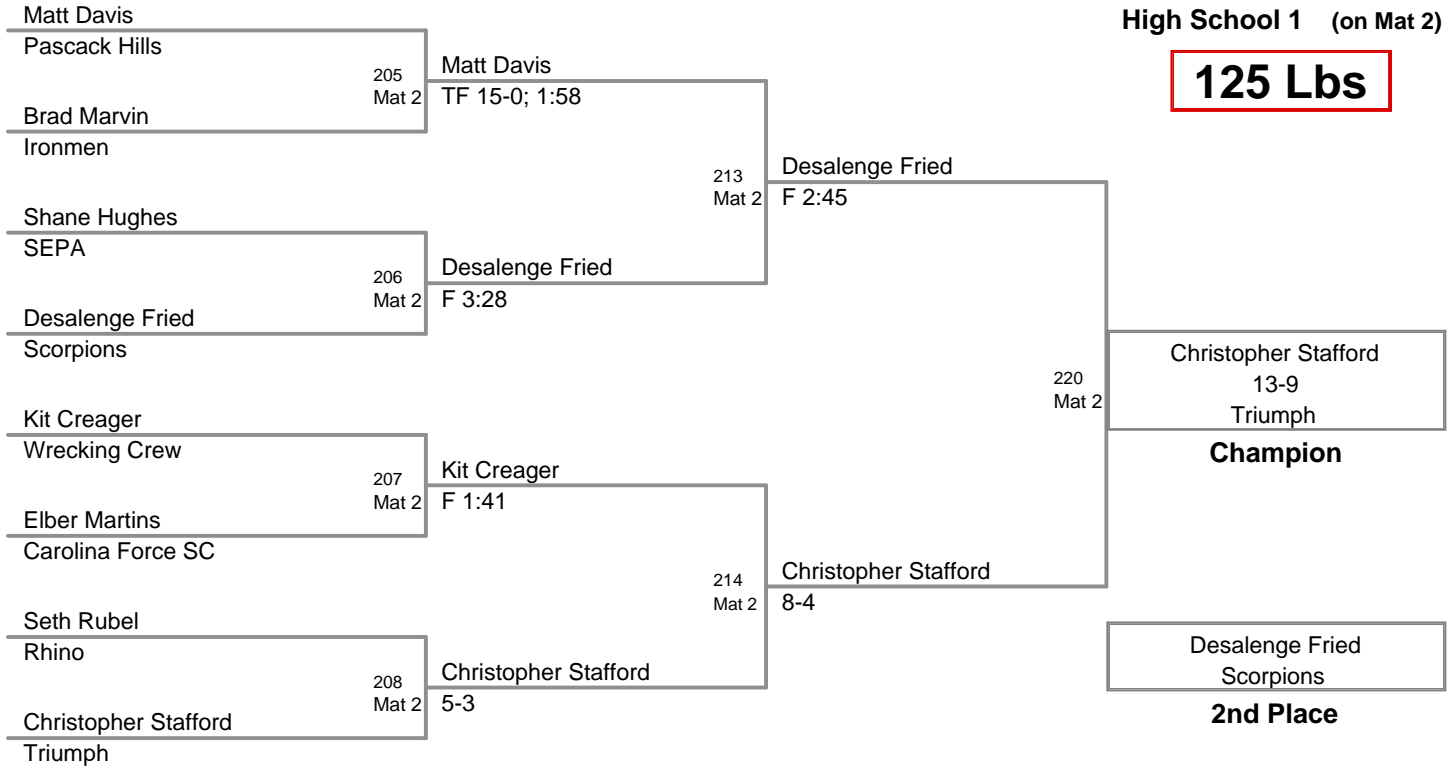 High School 1 (on Mat 2)
125 Lbs
Matt Davis
Pascack Hills
205
Mat 2
Brad Marvin
Ironmen
Matt Davis
TF 15-0; 1:58
Shane Hughes
SEPA
206
Mat 2
Desalenge Fried
Scorpions
Desalenge Fried
F 3:28
213
Mat 2
Desalenge Fried
F 2:45
Kit Creager
Wrecking Crew
207
Mat 2
Elber Martins
Carolina Force SC
Kit Creager
F 1:41
Seth Rubel
Rhino
208
Mat 2
Christopher Stafford
Triumph
Christopher Stafford
5-3
214
Mat 2
Christopher Stafford
8-4
220
Mat 2
Christopher Stafford
13-9
Triumph
Champion
Desalenge Fried
Scorpions
2nd Place